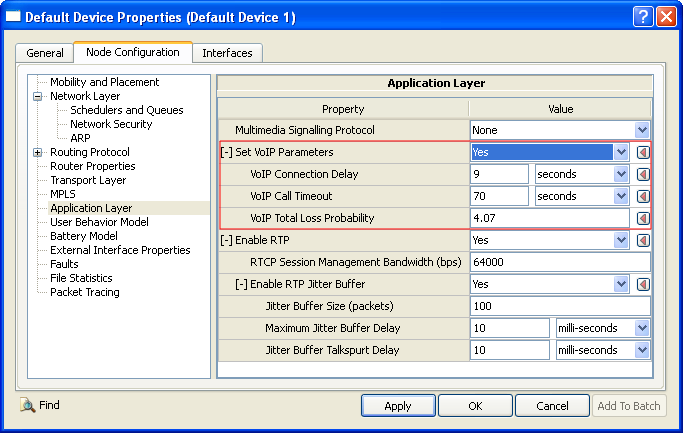 Default Device Properties (Default Device 1)
General Node Configuration Interfaces
Mobility and Placement
Network Layer
Schedulers and Queues
Network Security
ARP
Routing Protocol
Router Properties
Transport Layer
MPLS
Application Layer
User Behavior Model
Battery Model
External Interface Properties
Faults
File Statistics
Packet Tracing
Application Layer
Property Value
Multimedia Signalling Protocol None
[-] Set VoIP Parameters Yes
VoIP Connection Delay 9 seconds
VoIP Call Timeout 70 seconds
VoIP Total Loss Probability 4.07
[-] Enable RTP Yes
RTCP Session Management Bandwidth (bps) 64000
[-] Enable RTP Jitter Buffer Yes
Jitter Buffer Size (packets) 100
Maximum Jitter Buffer Delay 10 milli-seconds
Jitter Buffer Talkspurt Delay 10 milli-seconds
Find Apply OK Cancel Add To Batch